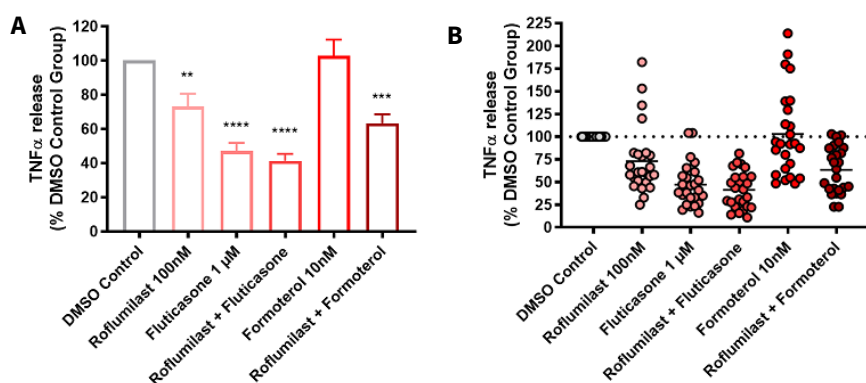 A
TNFα release
(% DMSO Control Group)
120
100
80
60
40
20
0
**
****
****
***
DMSO Control
Roflumilast 100nM
Fluticasone 1 µM
Roflumilast + Fluticasone
Formoterol 10nM
Roflumilast + Formoterol
B
TNFα release
(% DMSO Control Group)
225
200
175
150
125
100
75
50
25
0
DMSO Control
Roflumilast 100nM
Fluticasone 1 µM
Roflumilast + Fluticasone
Formoterol 10nM
Roflumilast + Formoterol